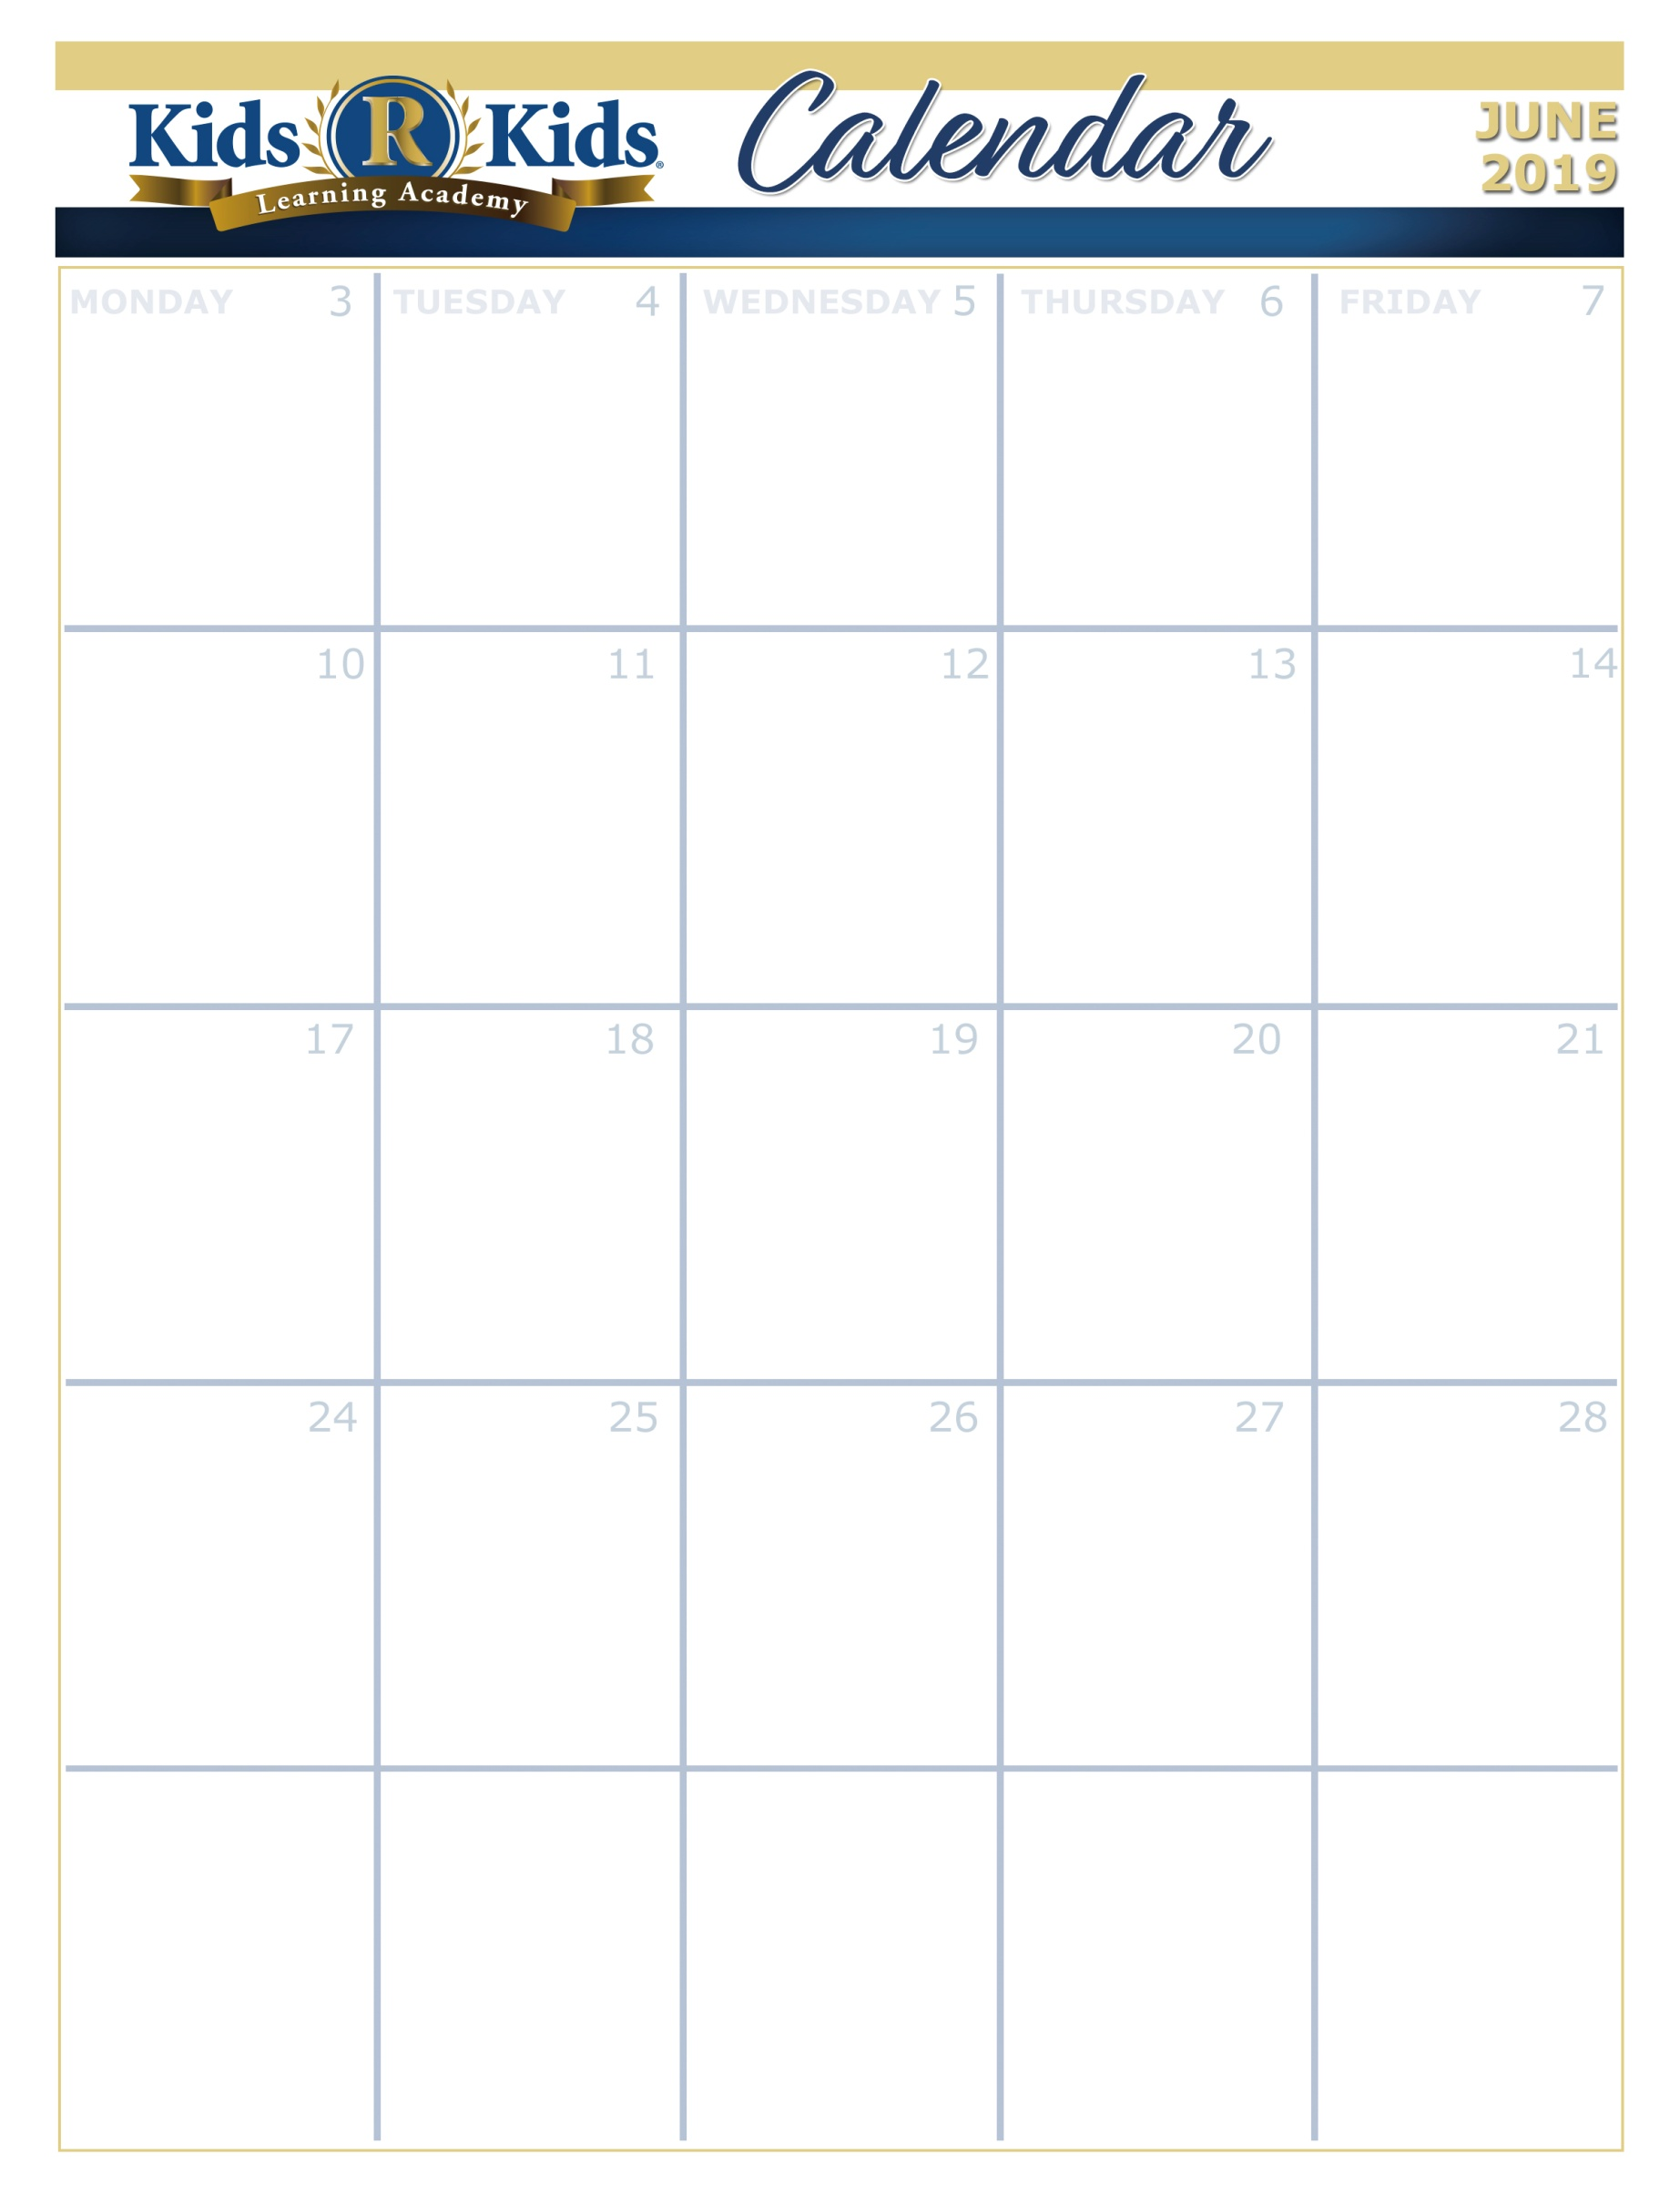 Kids R Kids®
Learning Academy
Calendar
JUNE
2019
MONDAY 3 TUESDAY 4 WEDNESDAY 5 THURSDAY 6 FRIDAY 7
10 11 12 13 14
17 18 19 20 21
24 25 26 27 28